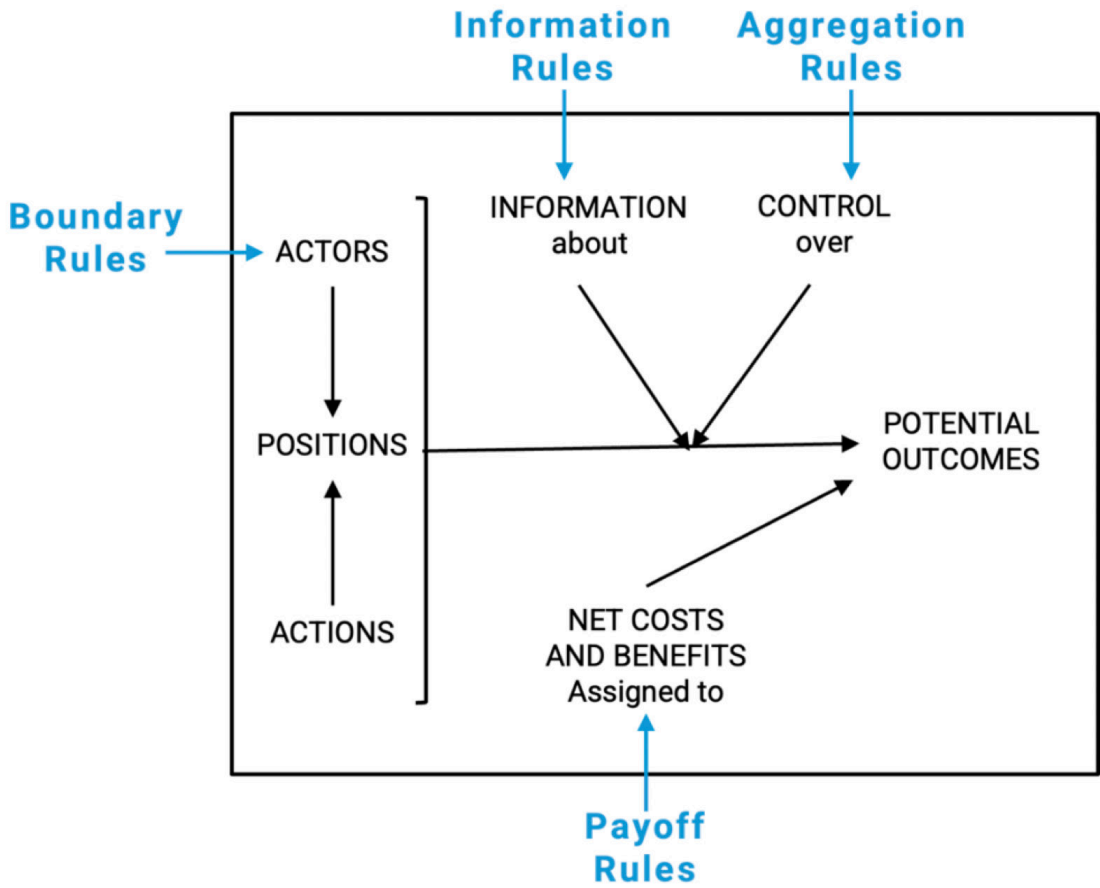 Information
Rules
Aggregation
Rules
Boundary
Rules
ACTORS
INFORMATION
about
CONTROL
over
POSITIONS
POTENTIAL
OUTCOMES
ACTIONS
NET COSTS
AND BENEFITS
Assigned to
Payoff
Rules